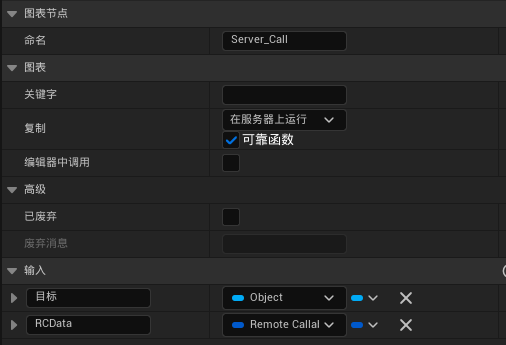 图表节点
命名 Server_Call
图表
关键字
复制 在服务器上运行
可靠函数
编辑器中调用
高级
已废弃
废弃消息
输入
目标 Object
RCData Remote Callal